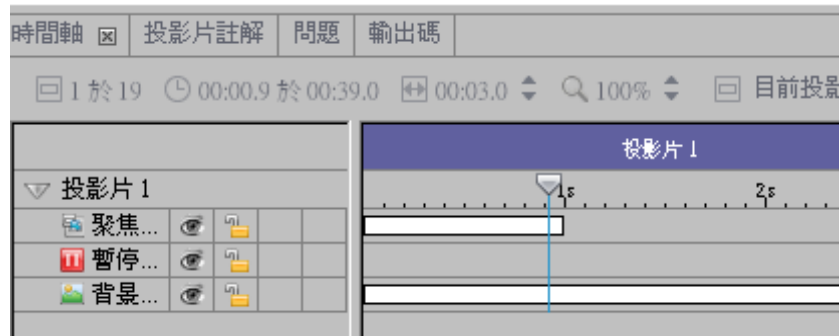 時間軸 投影片註解 問題 輸出碼
1 於 19 00:00.9 於 00:39.0 00:03.0 100% 目前投影
投影片 1
投影片 1 1s 2s
聚焦...
暫停...
背景...